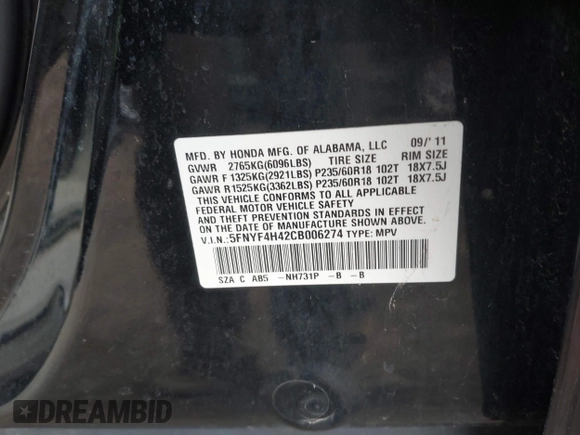 MFD. BY HONDA MFG. OF ALABAMA, LLC 09/'11
GVWR 2765KG(6096LBS) TIRE SIZE RIM SIZE
GAWR F 1325KG(2921LBS) P235/60R18 102T 18X7.5J
GAWR R 1525KG(3362LBS) P235/60R18 102T 18X7.5J
THIS VEHICLE CONFORMS TO ALL APPLICABLE
FEDERAL MOTOR VEHICLE SAFETY
STANDARDS AND THEFT PREVENTION STANDARD IN EFFECT
ON THE DATE OF MANUFACTURE SHOWN ABOVE.
V.I.N.:5FNYF4H42CB006274 TYPE: MPV
SZA C AB5 -NH731P -B -B
DREAMBID